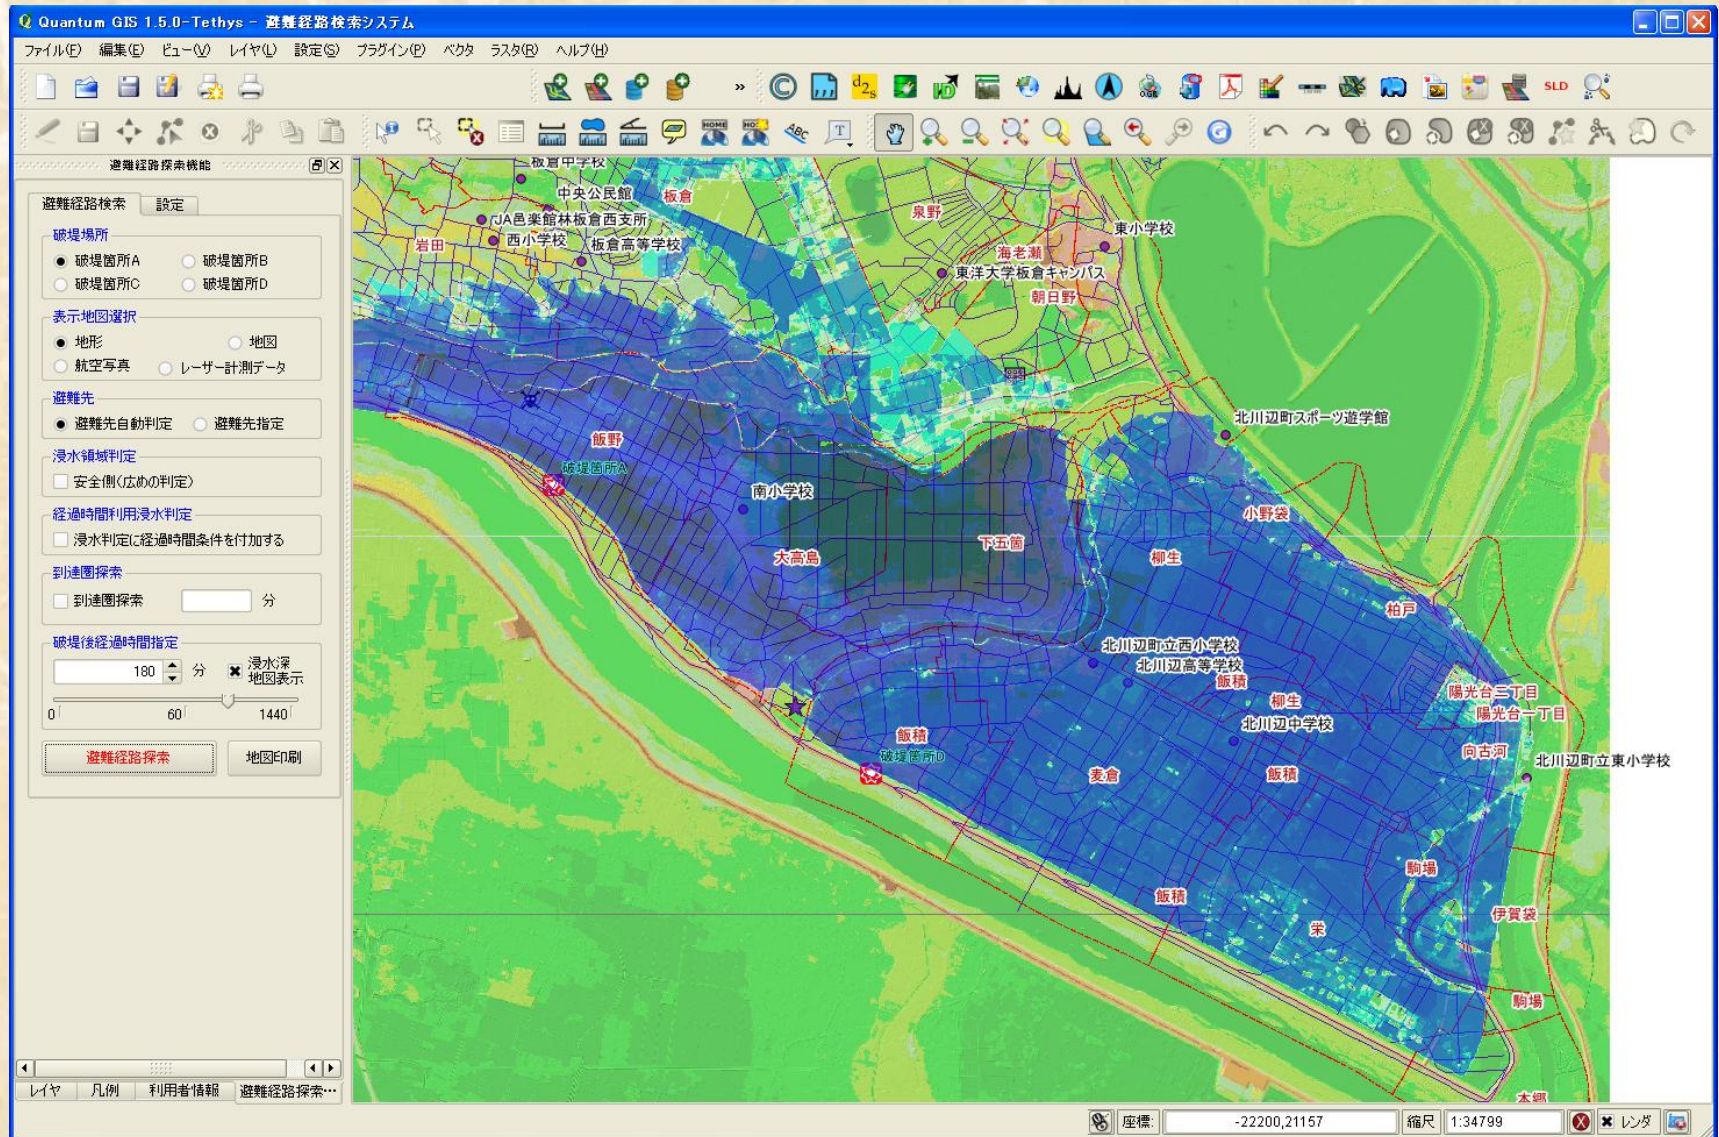 Quantum GIS 1.5.0-Tethys - 避難経路検索システム
ファイル(F) 編集(E) ビュー(V) レイヤ(L) 設定(S) プラグイン(P) ベクタ ラスタ(R) ヘルプ(H)
SLD
避難経路探索機能
避難経路検索 設定
破堤場所
破堤箇所A 破堤箇所B
破堤箇所C 破堤箇所D
表示地図選択
地形 地図
航空写真 レーザー計測データ
避難先
避難先自動判定 避難先指定
浸水領域判定
安全側(広めの判定)
経過時間利用浸水判定
浸水判定に経過時間条件を付加する
到達圏探索
到達圏探索 分
破堤後経過時間指定
180 分 浸水深
地図表示
0 60 1440
避難経路探索 地図印刷
レイヤ 凡例 利用者情報 避難経路探索…
板倉中学校
中央公民館
板倉
JA邑楽館林板倉西支所
岩田
西小学校
板倉高等学校
泉野
東小学校
海老瀬
東洋大学板倉キャンパス
朝日野
北川辺町スポーツ遊学館
飯野
破堤箇所A
南小学校
小野袋
大高島
下五箇
柳生
柏戸
北川辺町立西小学校
北川辺高等学校
飯積
柳生
陽光台二丁目
陽光台一丁目
北川辺中学校
飯積
破堤箇所D
向古河
北川辺町立東小学校
麦倉
飯積
駒場
飯積
伊賀袋
栄
駒場
本郷
座標: -22200,21157 縮尺 1:34799 レンダ